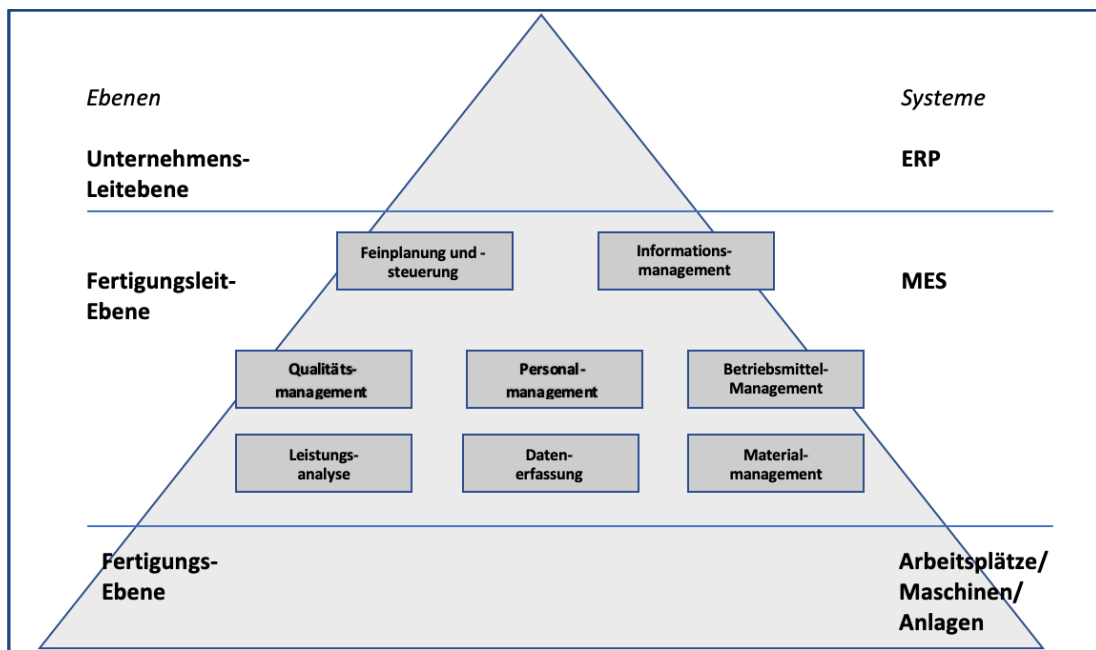 Ebenen
Systeme
Unternehmens-
Leitebene
ERP
Feinplanung und -
steuerung
Informations-
management
Fertigungsleit-
Ebene
MES
Qualitäts-
management
Personal-
management
Betriebsmittel-
Management
Leistungs-
analyse
Daten-
erfassung
Material-
management
Fertigungs-
Ebene
Arbeitsplätze/
Maschinen/
Anlagen